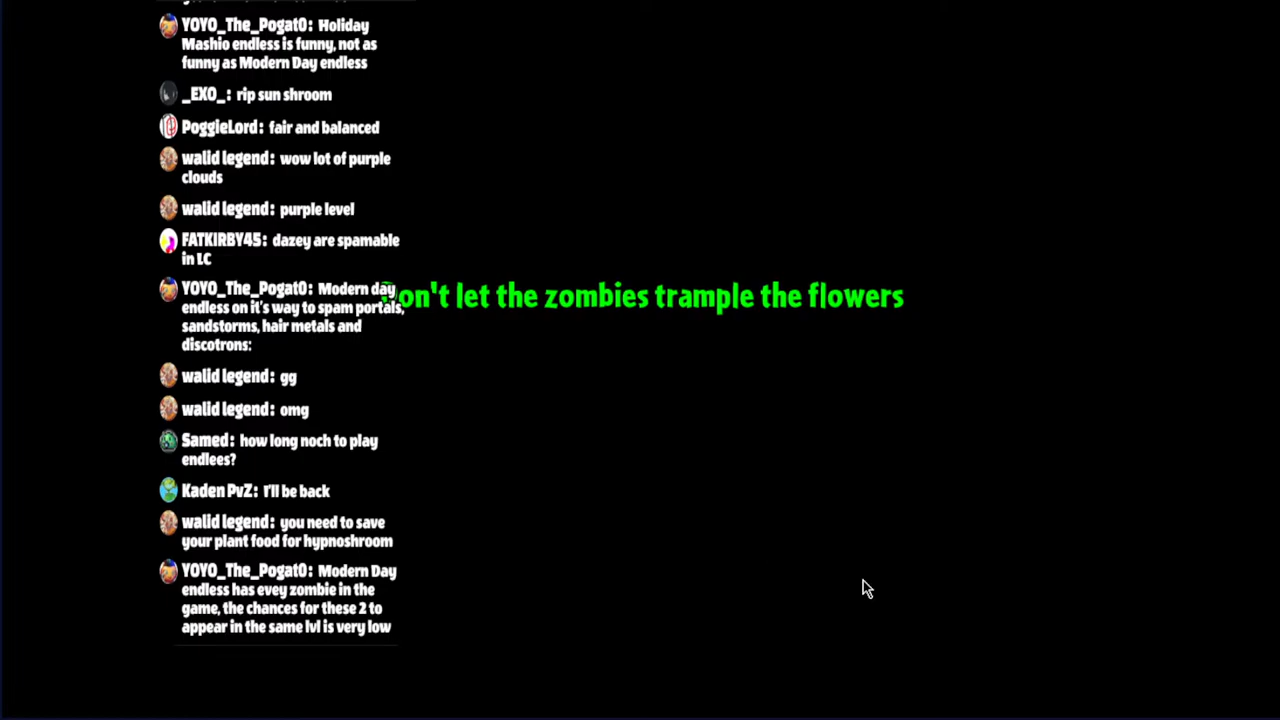 YOYO_The_Pogat0: Holiday
Mashio endless is funny, not as
funny as Modern Day endless
_EXO_: rip sun shroom
PoggieLord: fair and balanced
walid legend: wow lot of purple
clouds
walid legend: purple level
FATKIRBY45: dazey are spamable
in LC
YOYO_The_Pogat0: Modern day
endless on it's way to spam portals,
sandstorms, hair metals and
discotrons:
Don't let the zombies trample the flowers
walid legend: gg
walid legend: omg
Samed: how long noch to play
endlees?
Kaden PvZ: I'll be back
walid legend: you need to save
your plant food for hypnoshroom
YOYO_The_Pogat0: Modern Day
endless has evey zombie in the
game, the chances for these 2 to
appear in the same lvl is very low